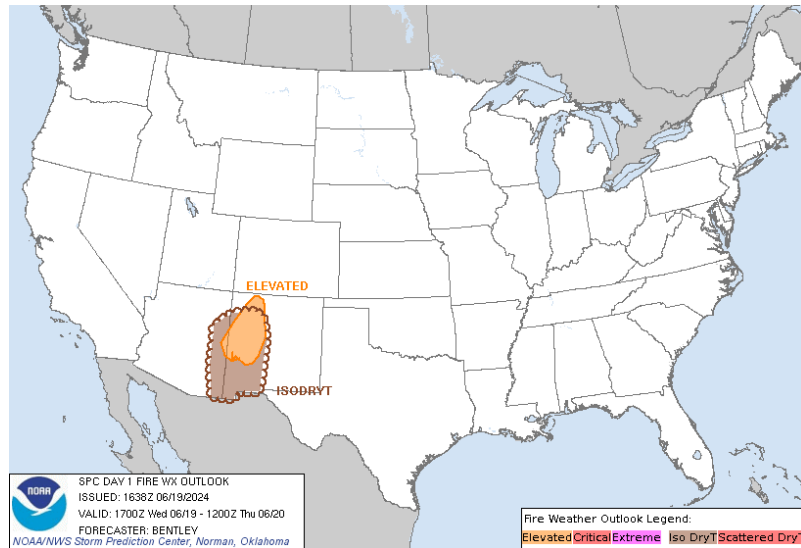 ELEVATED
ISODRYT
NOAA
SPC DAY 1 FIRE WX OUTLOOK
ISSUED: 1638Z 06/19/2024
VALID: 1700Z Wed 06/19 - 1200Z Thu 06/20
FORECASTER: BENTLEY
NOAA/NWS Storm Prediction Center, Norman, Oklahoma
Fire Weather Outlook Legend:
Elevated Critical Extreme Iso DryT Scattered DryT